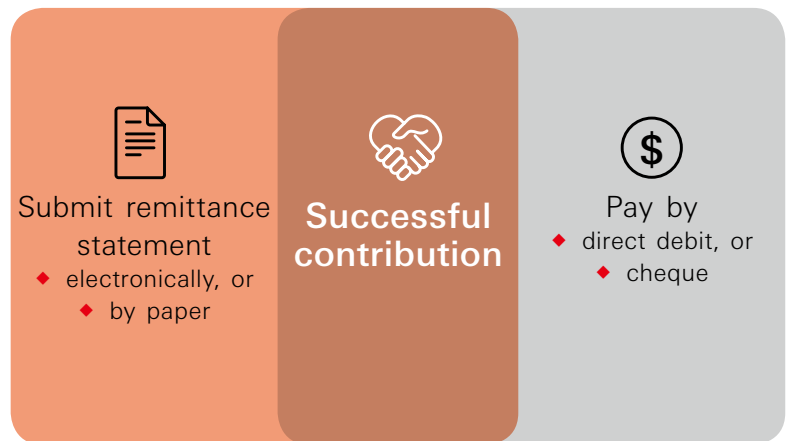 Submit remittance
statement
◆ electronically, or
◆ by paper
Successful
contribution
$
Pay by
◆ direct debit, or
◆ cheque